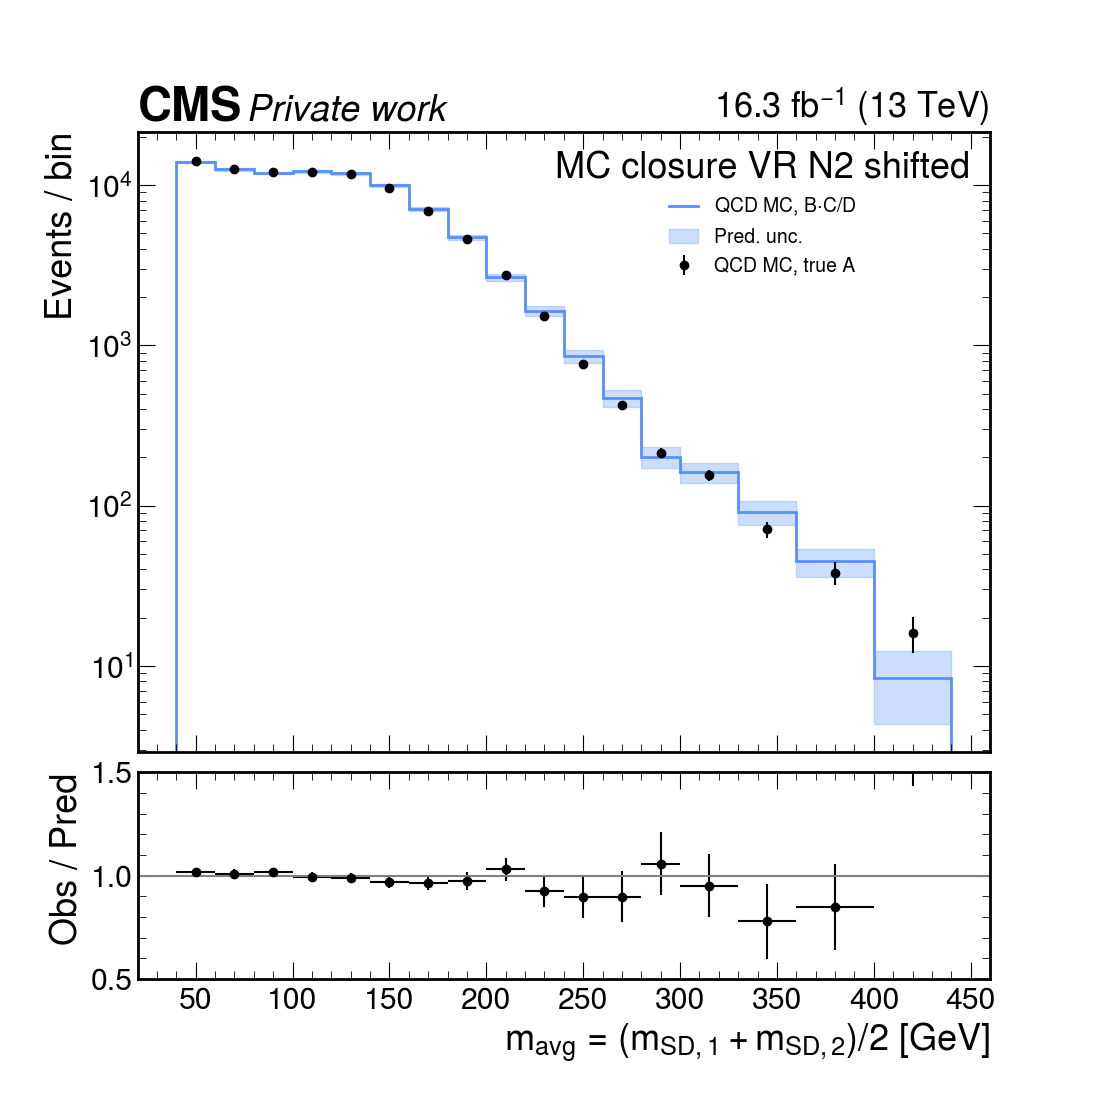 CMS Private work 16.3 fb⁻¹ (13 TeV)
Events / bin
MC closure VR N2 shifted
QCD MC, B·C/D
Pred. unc.
QCD MC, true A
10⁴
10³
10²
10¹
Obs / Pred
1.5
1.0
0.5
50 100 150 200 250 300 350 400 450
m_avg = (m_SD, 1 + m_SD, 2)/2 [GeV]